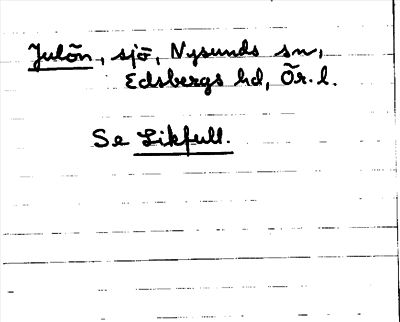 Julön, sjö, Nysunds sn,
Edsbergs hd, Ör. l.
Se Likfull.